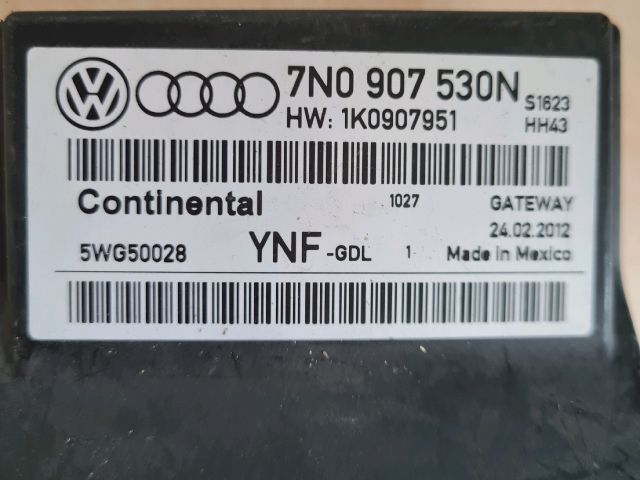 7N0 907 530N S1623
HW: 1K0907951 HH43
Continental 1027 GATEWAY
24.02.2012
5WG50028 YNF -GDL 1 Made in Mexico